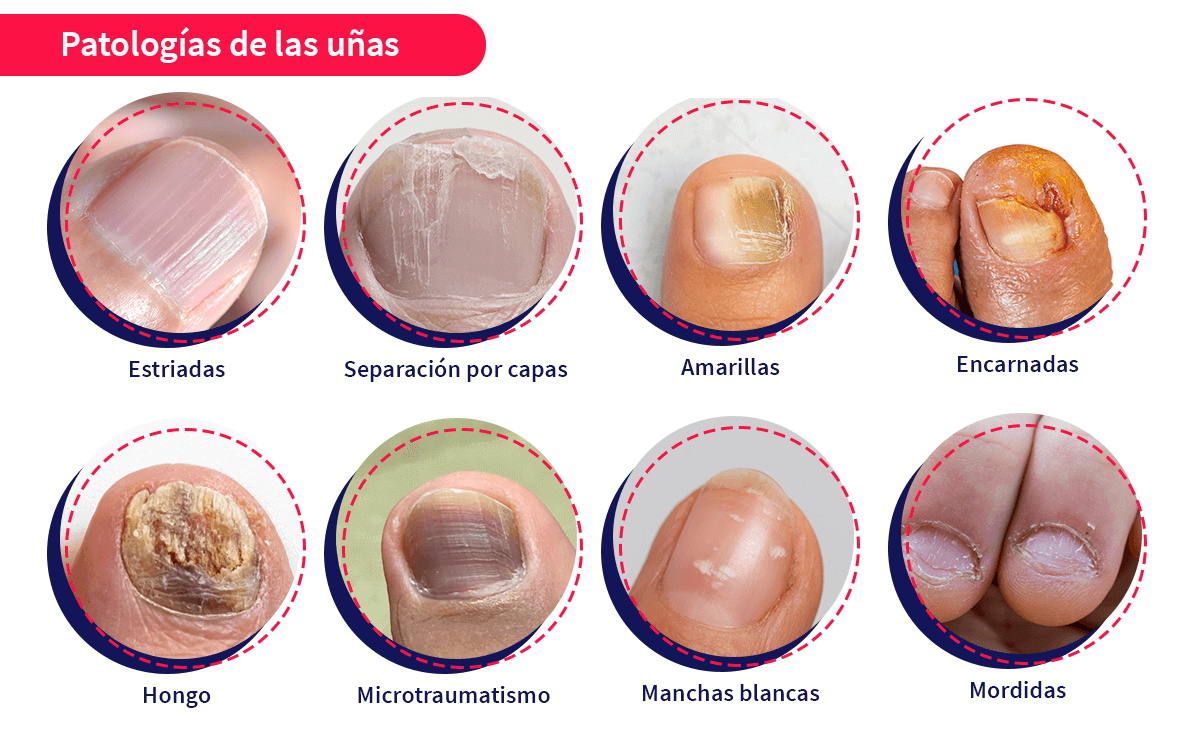 Patologías de las uñas
Estriadas
Separación por capas
Amarillas
Encarnadas
Hongo
Microtraumatismo
Manchas blancas
Mordidas